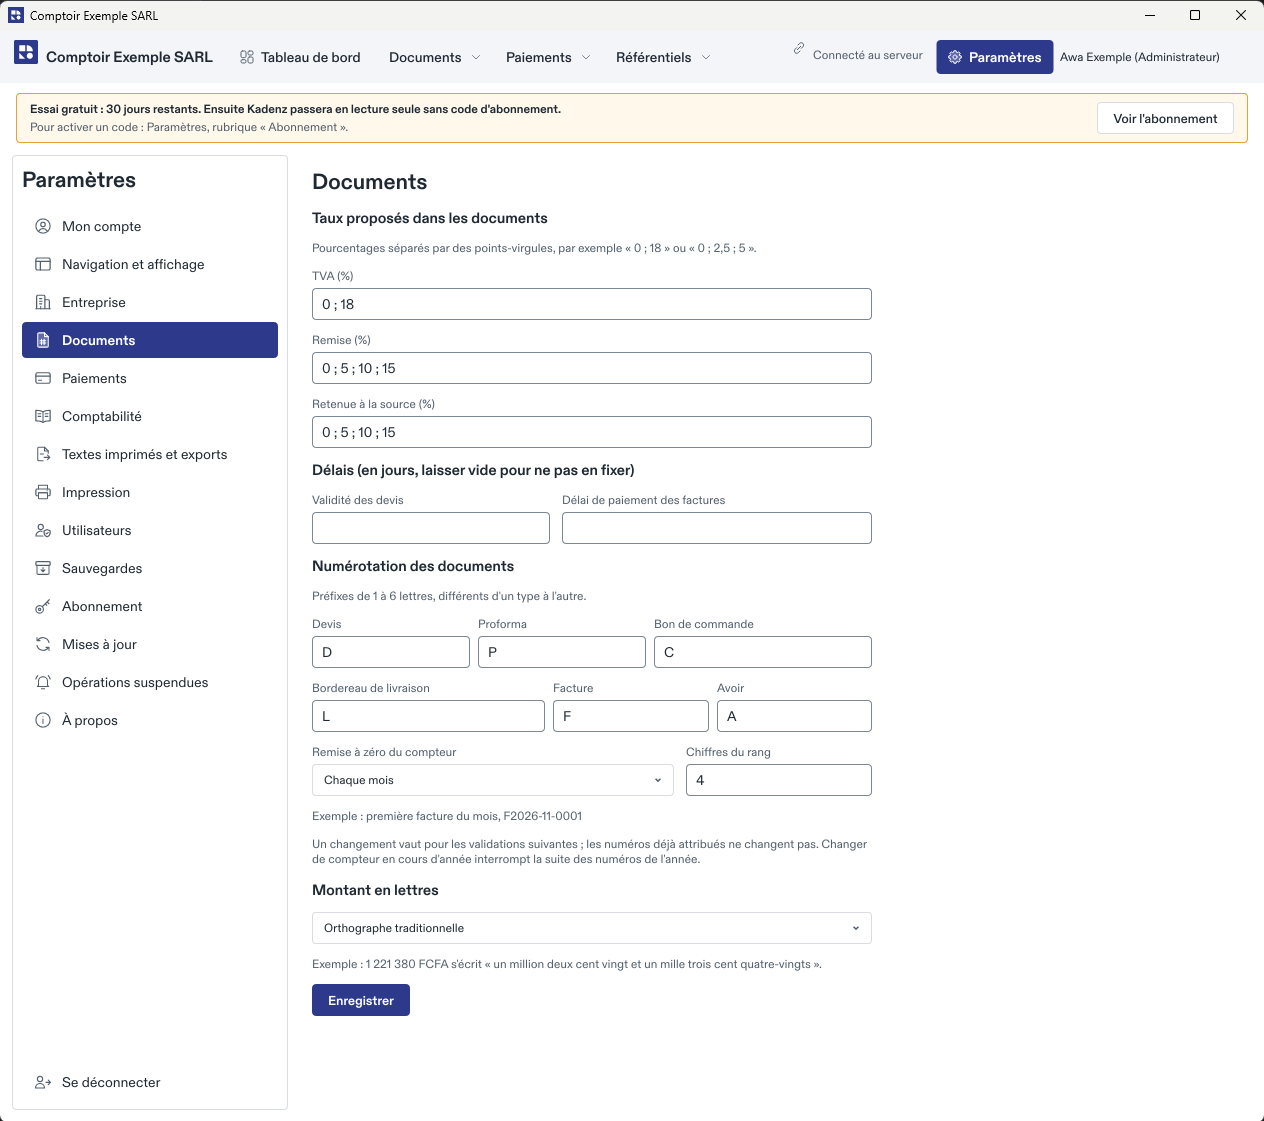 Comptoir Exemple SARL
Comptoir Exemple SARL
Tableau de bord
Documents
Paiements
Référentiels
Connecté au serveur
Paramètres
Awa Exemple (Administrateur)
Essai gratuit : 30 jours restants. Ensuite Kadenz passera en lecture seule sans code d'abonnement.
Pour activer un code : Paramètres, rubrique « Abonnement ».
Voir l'abonnement
Paramètres
Mon compte
Navigation et affichage
Entreprise
Documents
Paiements
Comptabilité
Textes imprimés et exports
Impression
Utilisateurs
Sauvegardes
Abonnement
Mises à jour
Opérations suspendues
À propos
Se déconnecter
Documents
Taux proposés dans les documents
Pourcentages séparés par des points-virgules, par exemple « 0 ; 18 » ou « 0 ; 2,5 ; 5 ».
TVA (%)
0 ; 18
Remise (%)
0 ; 5 ; 10 ; 15
Retenue à la source (%)
0 ; 5 ; 10 ; 15
Délais (en jours, laisser vide pour ne pas en fixer)
Validité des devis
Délai de paiement des factures
Numérotation des documents
Préfixes de 1 à 6 lettres, différents d'un type à l'autre.
Devis
Proforma
Bon de commande
D
P
C
Bordereau de livraison
Facture
Avoir
L
F
A
Remise à zéro du compteur
Chiffres du rang
Chaque mois
4
Exemple : première facture du mois, F2026-11-0001
Un changement vaut pour les validations suivantes ; les numéros déjà attribués ne changent pas. Changer
de compteur en cours d'année interrompt la suite des numéros de l'année.
Montant en lettres
Orthographe traditionnelle
Exemple : 1 221 380 FCFA s'écrit « un million deux cent vingt et un mille trois cent quatre-vingts ».
Enregistrer